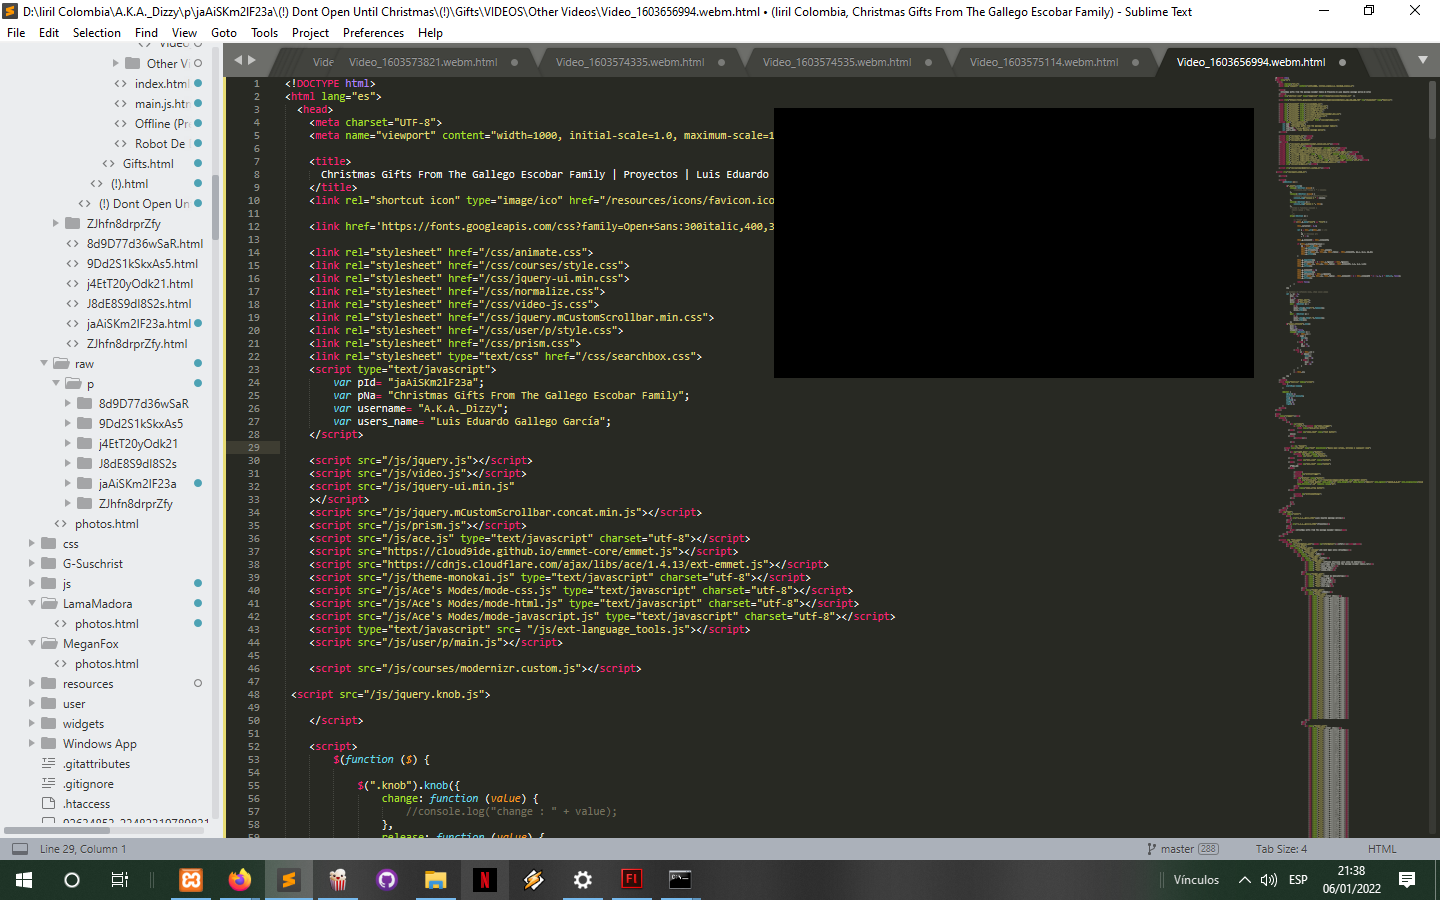 D:\Iiril Colombia\A.K.A._Dizzy\p\jaAiSKm2lF23a\(!) Dont Open Until Christmas\(!)\Gifts\VIDEOS\Other Videos\Video_1603656994.webm.html • (Iiril Colombia, Christmas Gifts From The Gallego Escobar Family) - Sublime Text
File Edit Selection Find View Goto Tools Project Preferences Help
Vide Video_1603573821.webm.html Video_1603574335.webm.html Video_1603574535.webm.html Video_1603575114.webm.html Video_1603656994.webm.html
Other Vi
index.html
main.js.htr
Offline (Pr
Robot De
Gifts.html
(!).html
(!) Dont Open Un
ZJhfn8drprZfy
8d9D77d36wSaR.html
9Dd2S1kSkxAs5.html
j4EtT20yOdk21.html
J8dE8S9dI8S2s.html
jaAiSKm2lF23a.html
ZJhfn8drprZfy.html
raw
p
8d9D77d36wSaR
9Dd2S1kSkxAs5
j4EtT20yOdk21
J8dE8S9dI8S2s
jaAiSKm2lF23a
ZJhfn8drprZfy
photos.html
css
G-Suschrist
js
LamaMadora
photos.html
MeganFox
photos.html
resources
user
widgets
Windows App
.gitattributes
.gitignore
.htaccess
1 <!DOCTYPE html>
2 <html lang="es">
3 <head>
4 <meta charset="UTF-8">
5 <meta name="viewport" content="width=1000, initial-scale=1.0, maximum-scale=1
6
7 <title>
8 Christmas Gifts From The Gallego Escobar Family | Proyectos | Luis Eduardo
9 </title>
10 <link rel="shortcut icon" type="image/ico" href="/resources/icons/favicon.ico
11
12 <link href='https://fonts.googleapis.com/css?family=Open+Sans:300italic,400,3
13
14 <link rel="stylesheet" href="/css/animate.css">
15 <link rel="stylesheet" href="/css/courses/style.css">
16 <link rel="stylesheet" href="/css/jquery-ui.min.css">
17 <link rel="stylesheet" href="/css/normalize.css">
18 <link rel="stylesheet" href="/css/video-js.css">
19 <link rel="stylesheet" href="/css/jquery.mCustomScrollbar.min.css">
20 <link rel="stylesheet" href="/css/user/p/style.css">
21 <link rel="stylesheet" href="/css/prism.css">
22 <link rel="stylesheet" type="text/css" href="/css/searchbox.css">
23 <script type="text/javascript">
24 var pId= "jaAiSKm2lF23a";
25 var pNa= "Christmas Gifts From The Gallego Escobar Family";
26 var username= "A.K.A._Dizzy";
27 var users_name= "Luis Eduardo Gallego García";
28 </script>
29
30 <script src="/js/jquery.js"></script>
31 <script src="/js/video.js"></script>
32 <script src="/js/jquery-ui.min.js"
33 ></script>
34 <script src="/js/jquery.mCustomScrollbar.concat.min.js"></script>
35 <script src="/js/prism.js"></script>
36 <script src="/js/ace.js" type="text/javascript" charset="utf-8"></script>
37 <script src="https://cloud9ide.github.io/emmet-core/emmet.js"></script>
38 <script src="https://cdnjs.cloudflare.com/ajax/libs/ace/1.4.13/ext-emmet.js"></script>
39 <script src="/js/theme-monokai.js" type="text/javascript" charset="utf-8"></script>
40 <script src="/js/Ace's Modes/mode-css.js" type="text/javascript" charset="utf-8"></script>
41 <script src="/js/Ace's Modes/mode-html.js" type="text/javascript" charset="utf-8"></script>
42 <script src="/js/Ace's Modes/mode-javascript.js" type="text/javascript" charset="utf-8"></script>
43 <script type="text/javascript" src= "/js/ext-language_tools.js"></script>
44 <script src="/js/user/p/main.js"></script>
45
46 <script src="/js/courses/modernizr.custom.js"></script>
47
48 <script src="/js/jquery.knob.js">
49
50 </script>
51
52 <script>
53 $(function ($) {
54
55 $(".knob").knob({
56 change: function (value) {
57 //console.log("change : " + value);
58 },
59 release: function (value) {
Line 29, Column 1 master 288 Tab Size: 4 HTML
Vínculos ESP 21:38
06/01/2022